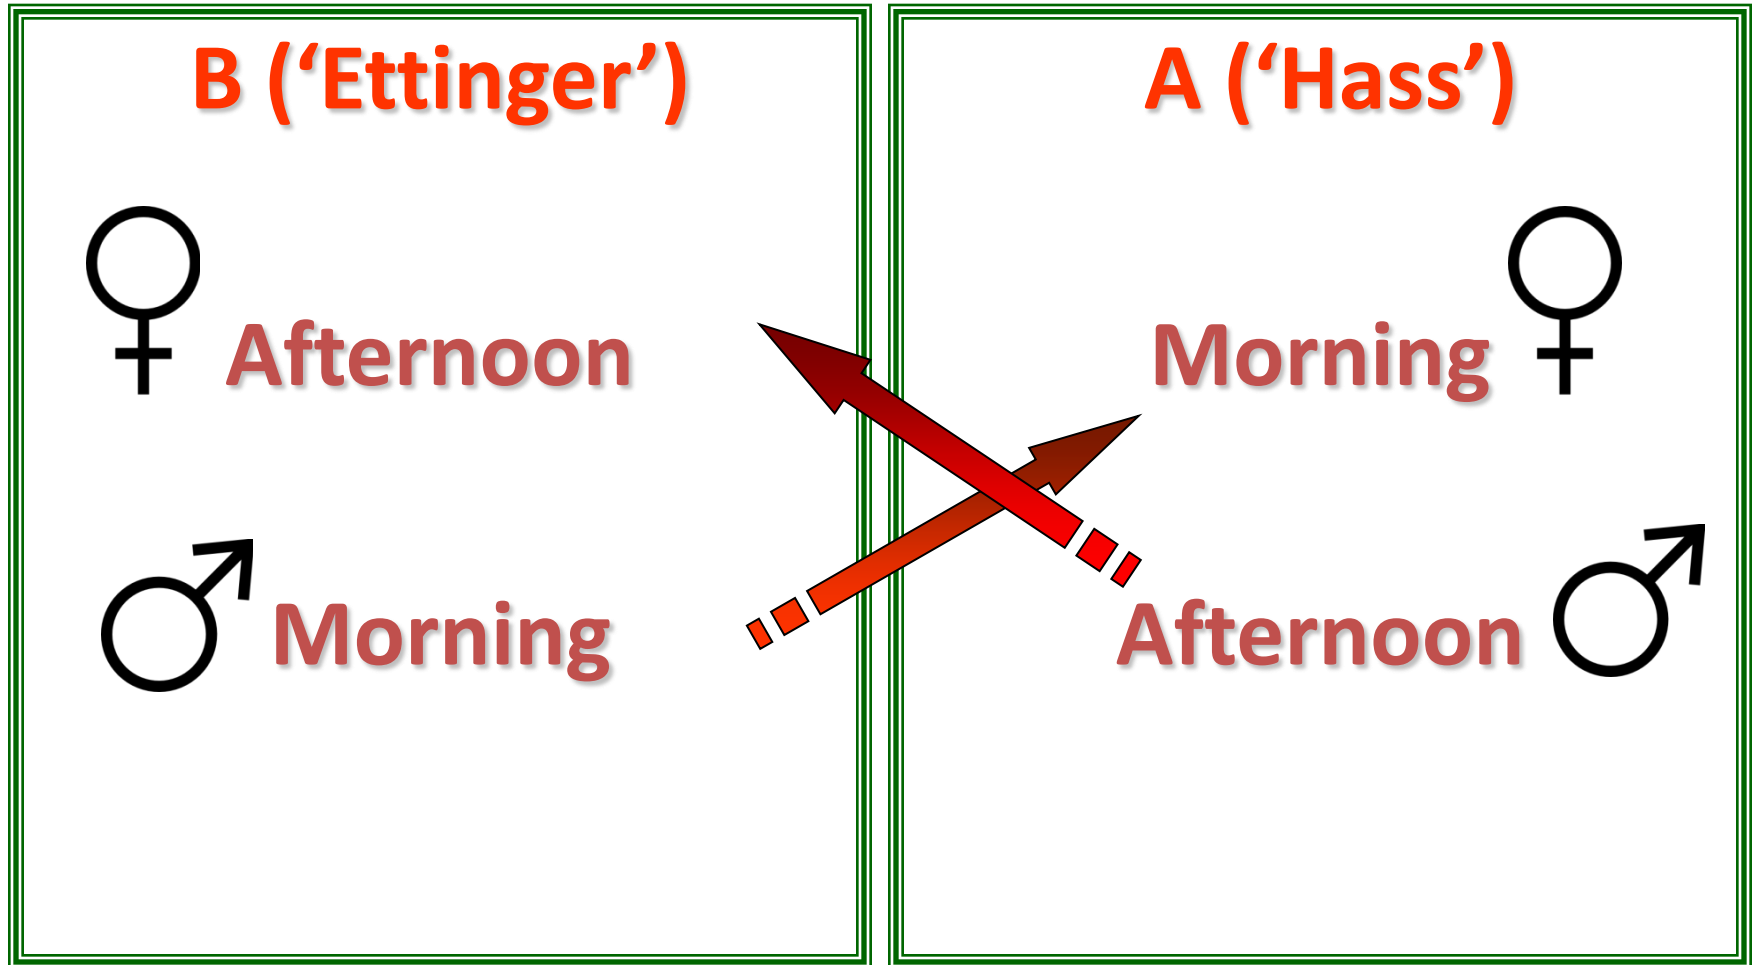 B (‘Ettinger’)
Afternoon
Morning
A (‘Hass’)
Morning
Afternoon